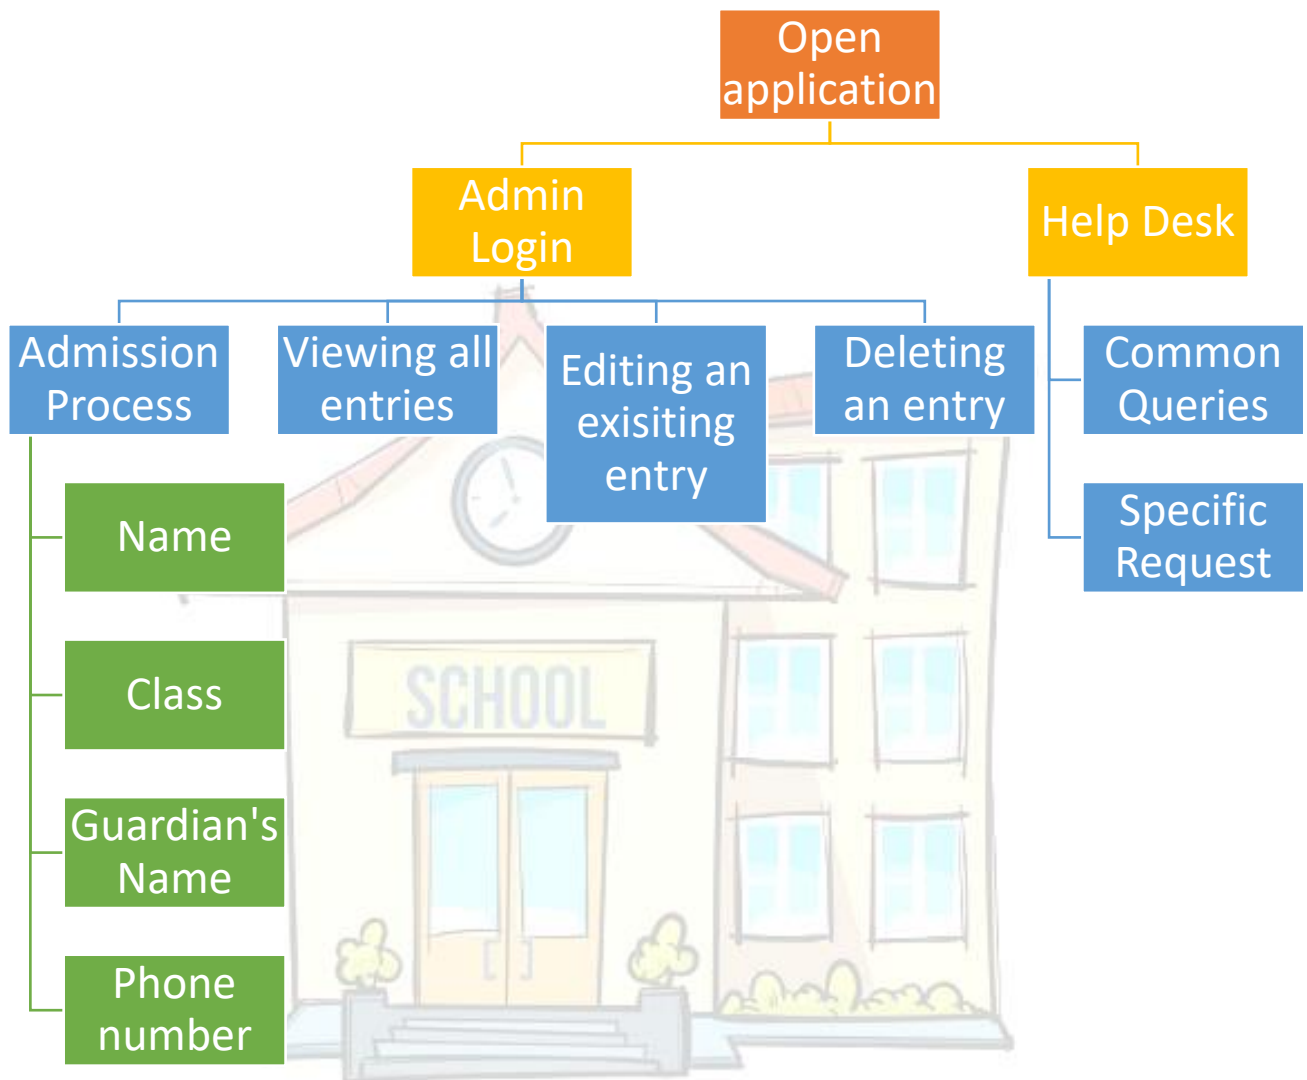 Open
application
Admin
Login
Help Desk
Admission
Process
Viewing all
entries
Editing an
exisiting
entry
Deleting
an entry
Common
Queries
Name
Specific
Request
Class
SCHOOL
Guardian's
Name
Phone
number